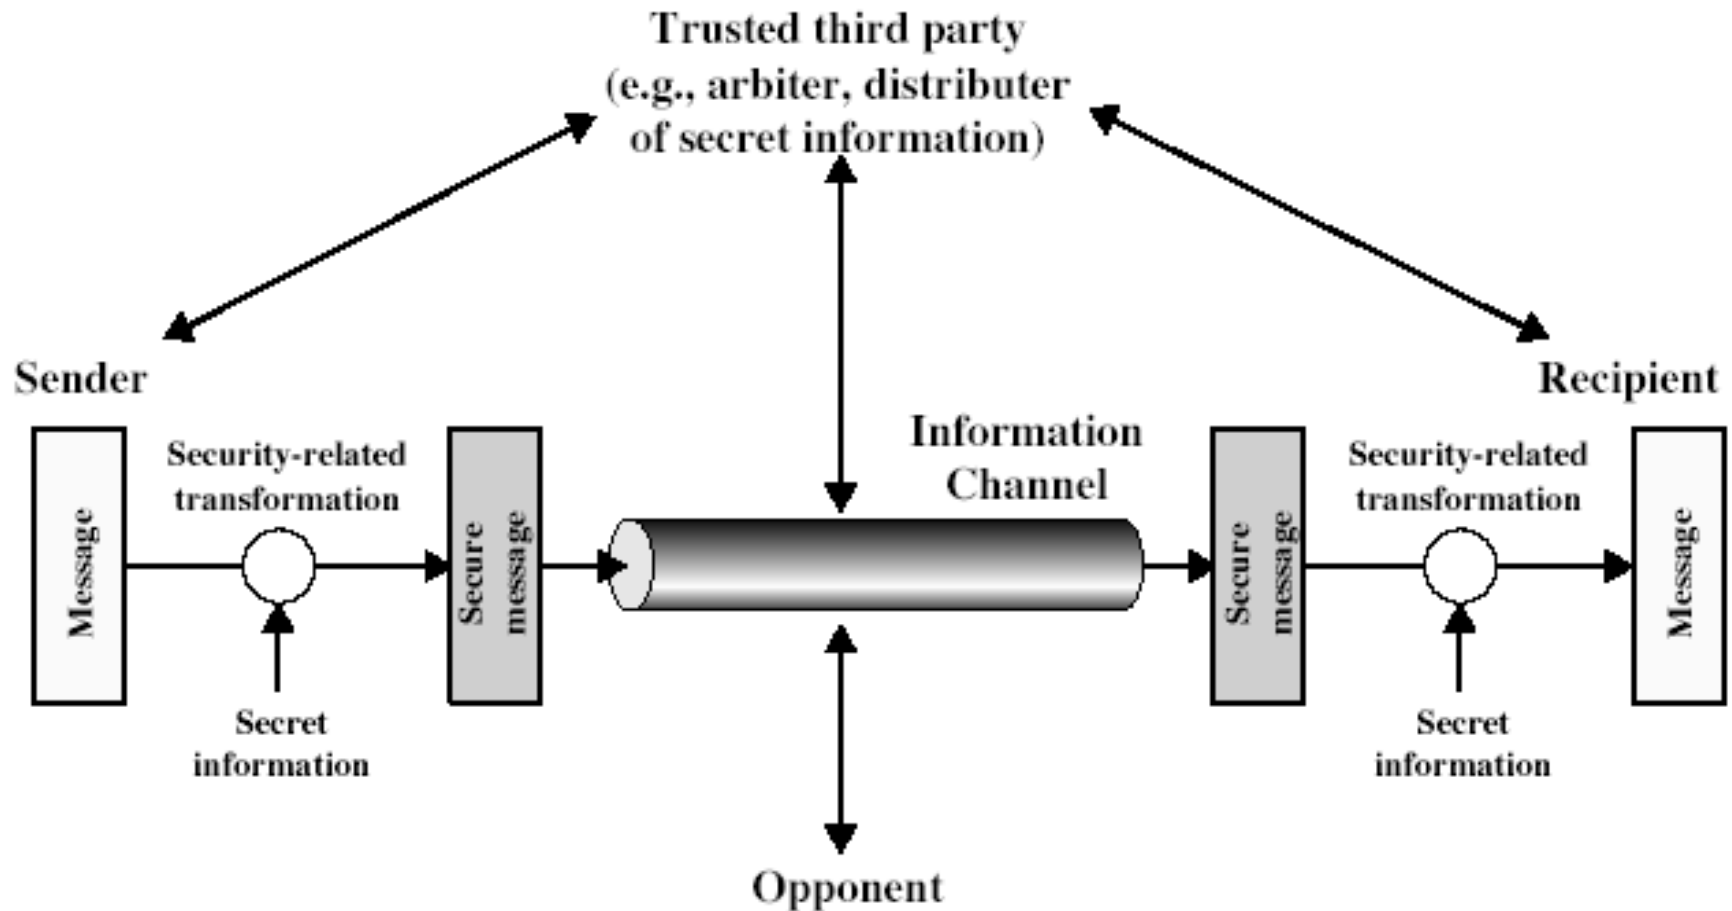 Trusted third party
(e.g., arbiter, distributer
of secret information)
Sender
Recipient
Message
Security-related
transformation
Secret
information
Secure
message
Information
Channel
Secure
message
Security-related
transformation
Secret
information
Message
Opponent